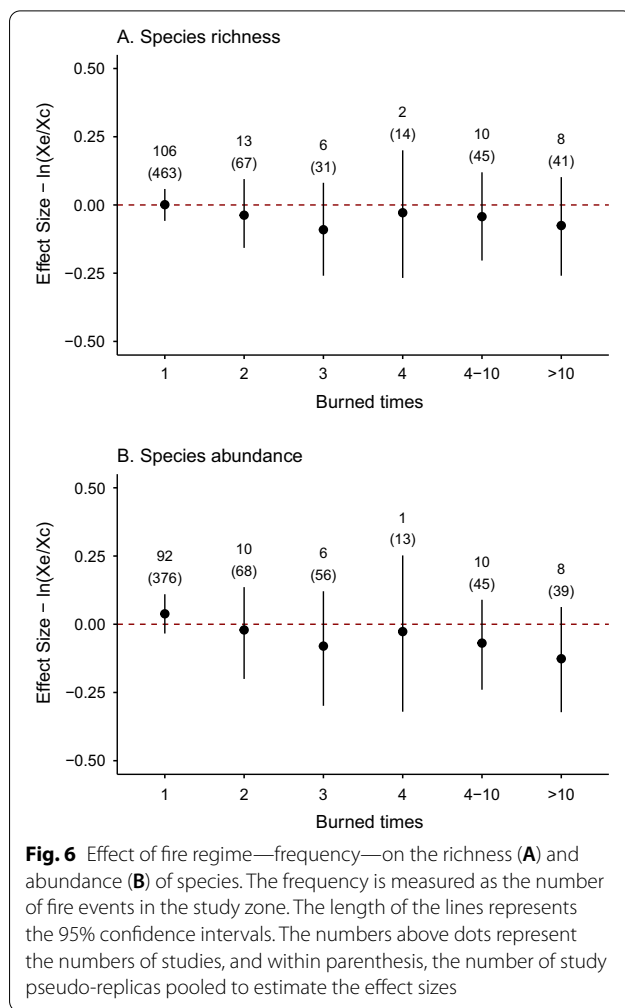 A. Species richness
0.50
0.25
0.00
−0.25
−0.50
Effect Size − ln(Xe/Xc)
106
(463)
13
(67)
6
(31)
2
(14)
10
(45)
8
(41)
1 2 3 4 4−10 >10
Burned times
B. Species abundance
0.50
0.25
0.00
−0.25
−0.50
Effect Size − ln(Xe/Xc)
92
(376)
10
(68)
6
(56)
1
(13)
10
(45)
8
(39)
1 2 3 4 4−10 >10
Burned times
Fig. 6 Effect of fire regime—frequency—on the richness (A) and
abundance (B) of species. The frequency is measured as the number
of fire events in the study zone. The length of the lines represents
the 95% confidence intervals. The numbers above dots represent
the numbers of studies, and within parenthesis, the number of study
pseudo-replicas pooled to estimate the effect sizes